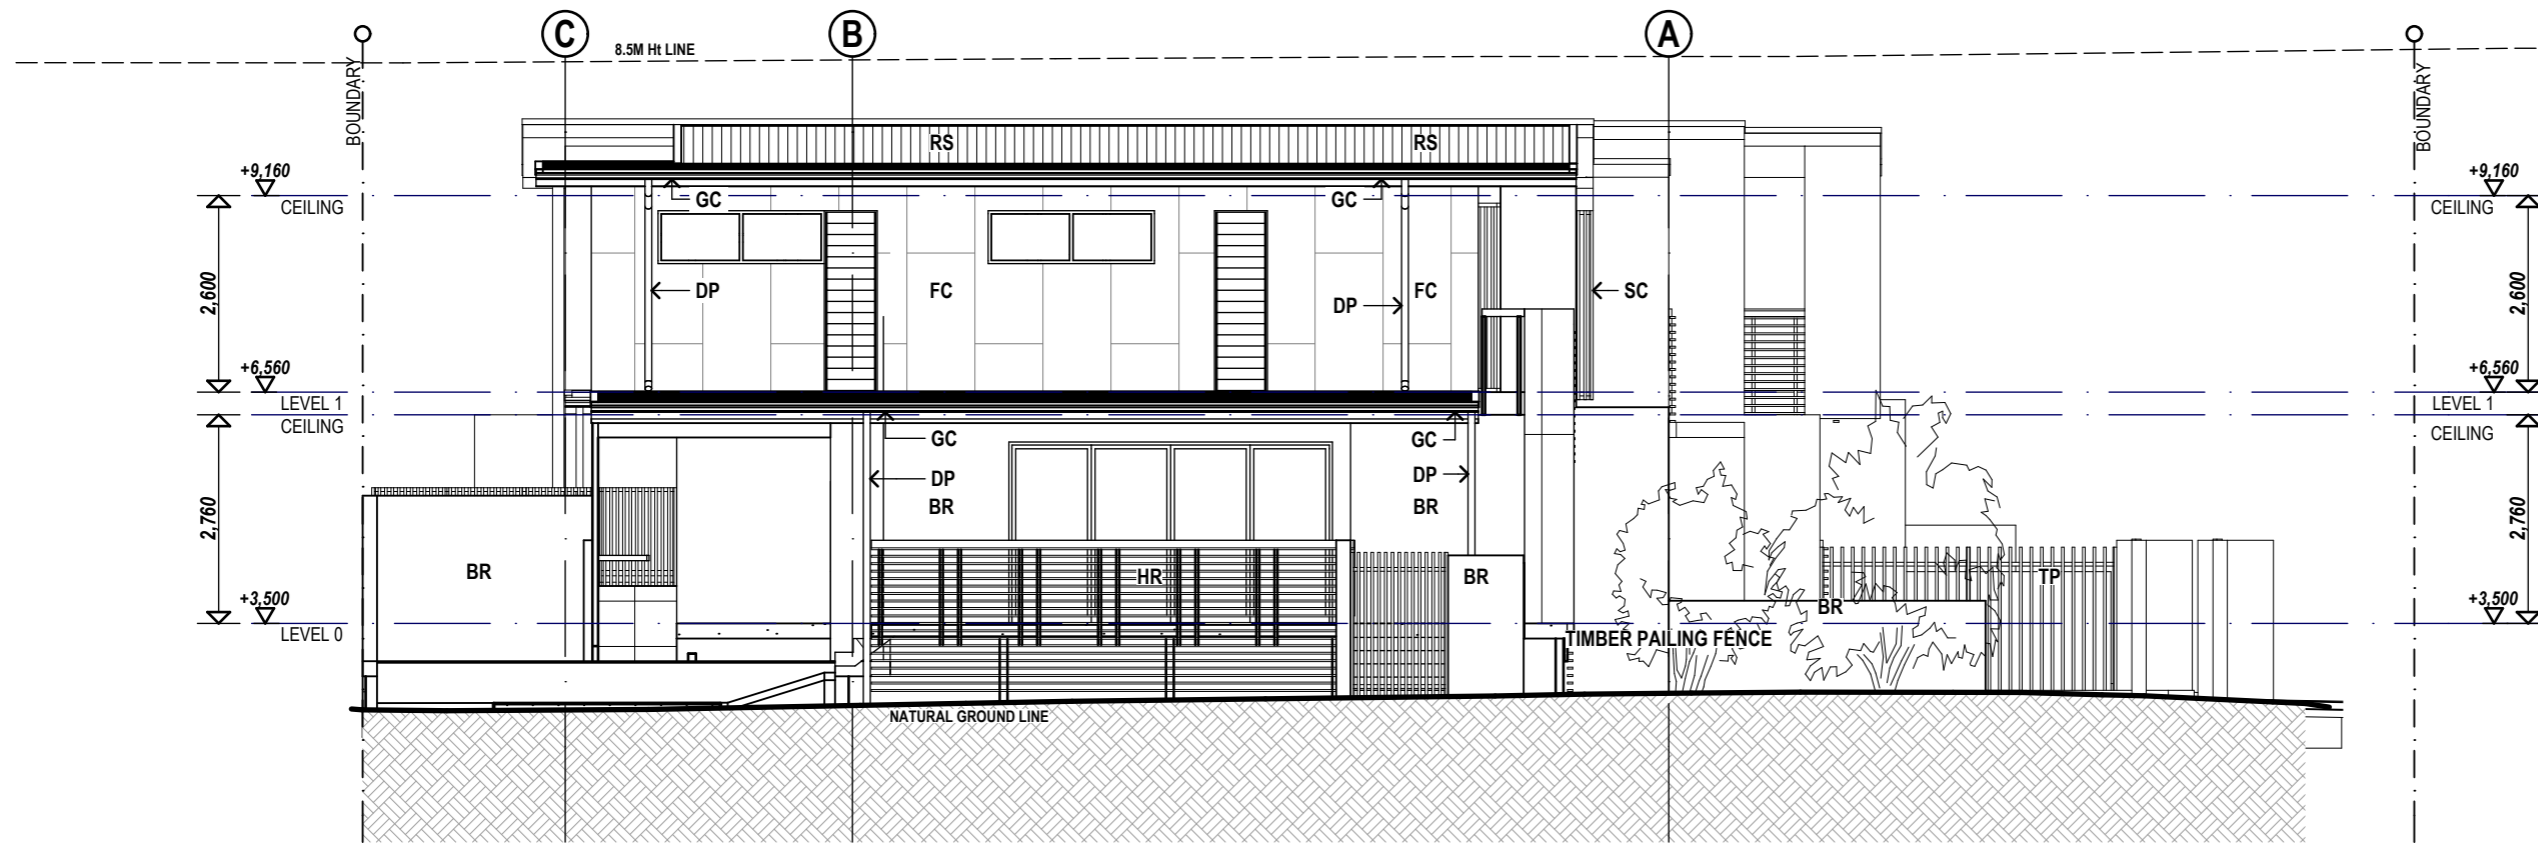 C
B
A
8.5M Ht LINE
BOUNDARY
BOUNDARY
RS
RS
+9,160
CEILING
+9,160
CEILING
GC
GC
2,600
DP
FC
DP
FC
SC
2,600
+6,560
LEVEL 1
CEILING
+6,560
LEVEL 1
CEILING
GC
GC
DP
DP
BR
BR
2,760
2,760
BR
HR
BR
TP
BR
+3,500
LEVEL 0
+3,500
TIMBER PAILING FENCE
NATURAL GROUND LINE